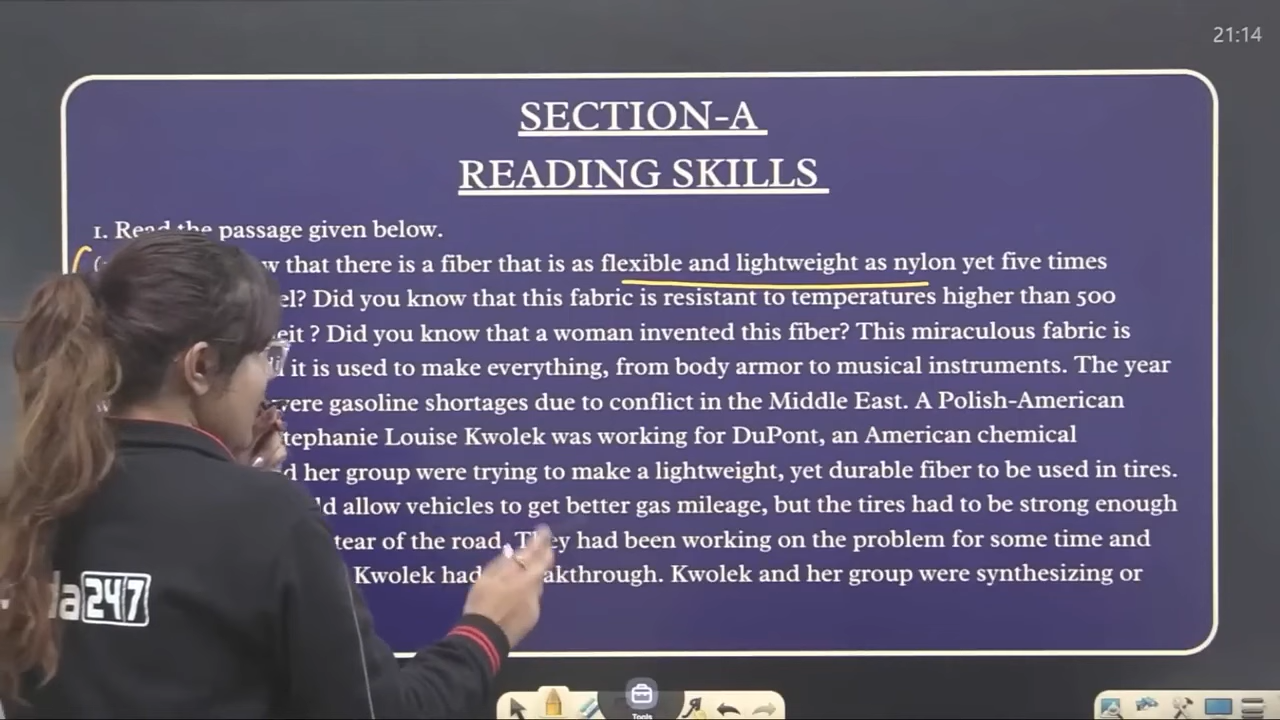 21:14
SECTION-A
READING SKILLS
1. Read the passage given below.
that there is a fiber that is as flexible and lightweight as nylon yet five times
Did you know that this fabric is resistant to temperatures higher than 500
? Did you know that a woman invented this fiber? This miraculous fabric is
it is used to make everything, from body armor to musical instruments. The year
were gasoline shortages due to conflict in the Middle East. A Polish-American
Stephanie Louise Kwolek was working for DuPont, an American chemical
her group were trying to make a lightweight, yet durable fiber to be used in tires.
allow vehicles to get better gas mileage, but the tires had to be strong enough
tear of the road. They had been working on the problem for some time and
Kwolek had breakthrough. Kwolek and her group were synthesizing or
247
Tools